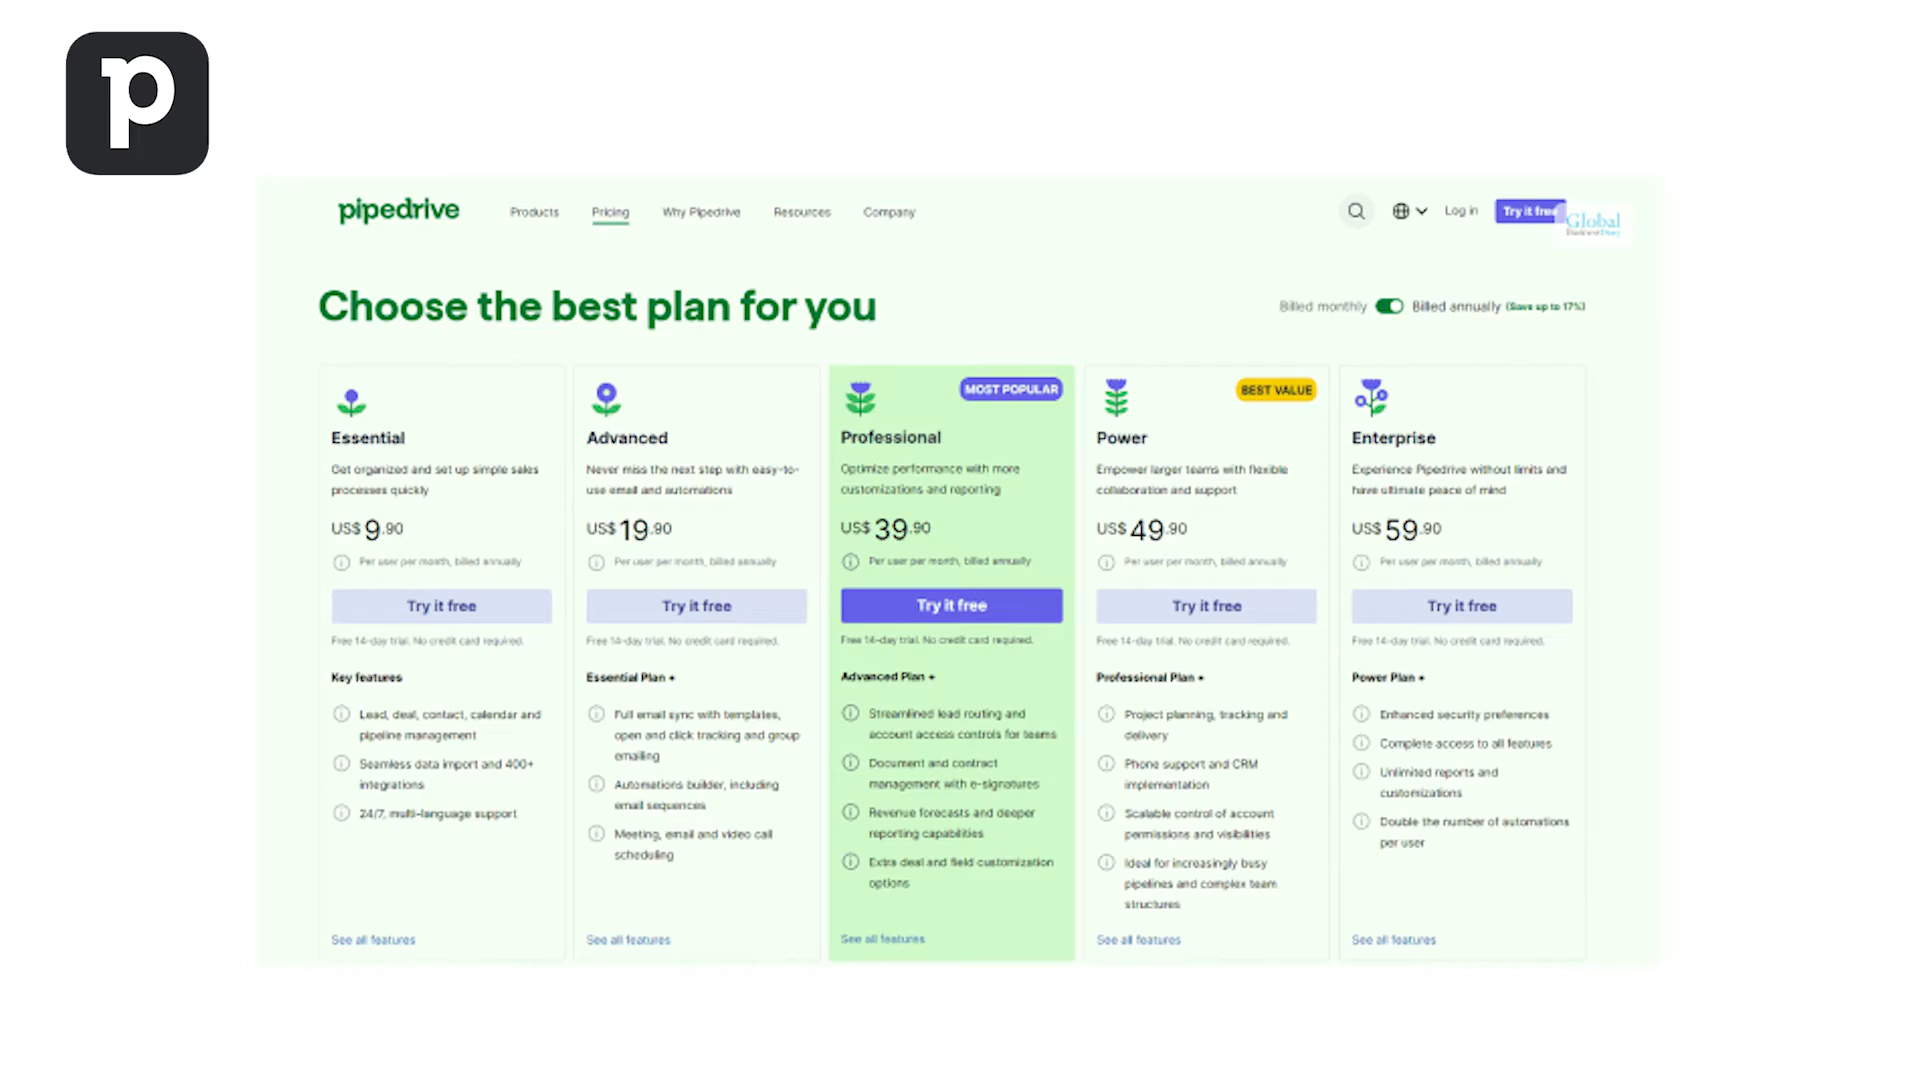 p
pipedrive
Products
Pricing
Why Pipedrive
Resources
Company
Log in
Try it free
Global
Choose the best plan for you
Billed monthly
Billed annually (Save up to 17%)
Essential
Get organized and set up simple sales
processes quickly
US$ 9.90
Per user per month, billed annually
Try it free
Free 14-day trial. No credit card required.
Key features
Lead, deal, contact, calendar and
pipeline management
Seamless data import and 400+
integrations
24/7, multi-language support
See all features
Advanced
Never miss the next step with easy-to-
use email and automations
US$ 19.90
Per user per month, billed annually
Try it free
Free 14-day trial. No credit card required.
Essential Plan +
Full email sync with templates,
open and click tracking and group
emailing
Automations builder, including
email sequences
Meeting, email and video call
scheduling
See all features
MOST POPULAR
Professional
Optimize performance with more
customizations and reporting
US$ 39.90
Per user per month, billed annually
Try it free
Free 14-day trial. No credit card required.
Advanced Plan +
Streamlined lead routing and
account access controls for teams
Document and contract
management with e-signatures
Revenue forecasts and deeper
reporting capabilities
Extra deal and field customization
options
See all features
BEST VALUE
Power
Empower larger teams with flexible
collaboration and support
US$ 49.90
Per user per month, billed annually
Try it free
Free 14-day trial. No credit card required.
Professional Plan +
Project planning, tracking and
delivery
Phone support and CRM
implementation
Scalable control of account
permissions and visibilities
Ideal for increasingly busy
pipelines and complex team
structures
See all features
Enterprise
Experience Pipedrive without limits and
have ultimate peace of mind
US$ 59.90
Per user per month, billed annually
Try it free
Free 14-day trial. No credit card required.
Power Plan +
Enhanced security preferences
Complete access to all features
Unlimited reports and
customizations
Double the number of automations
per user
See all features